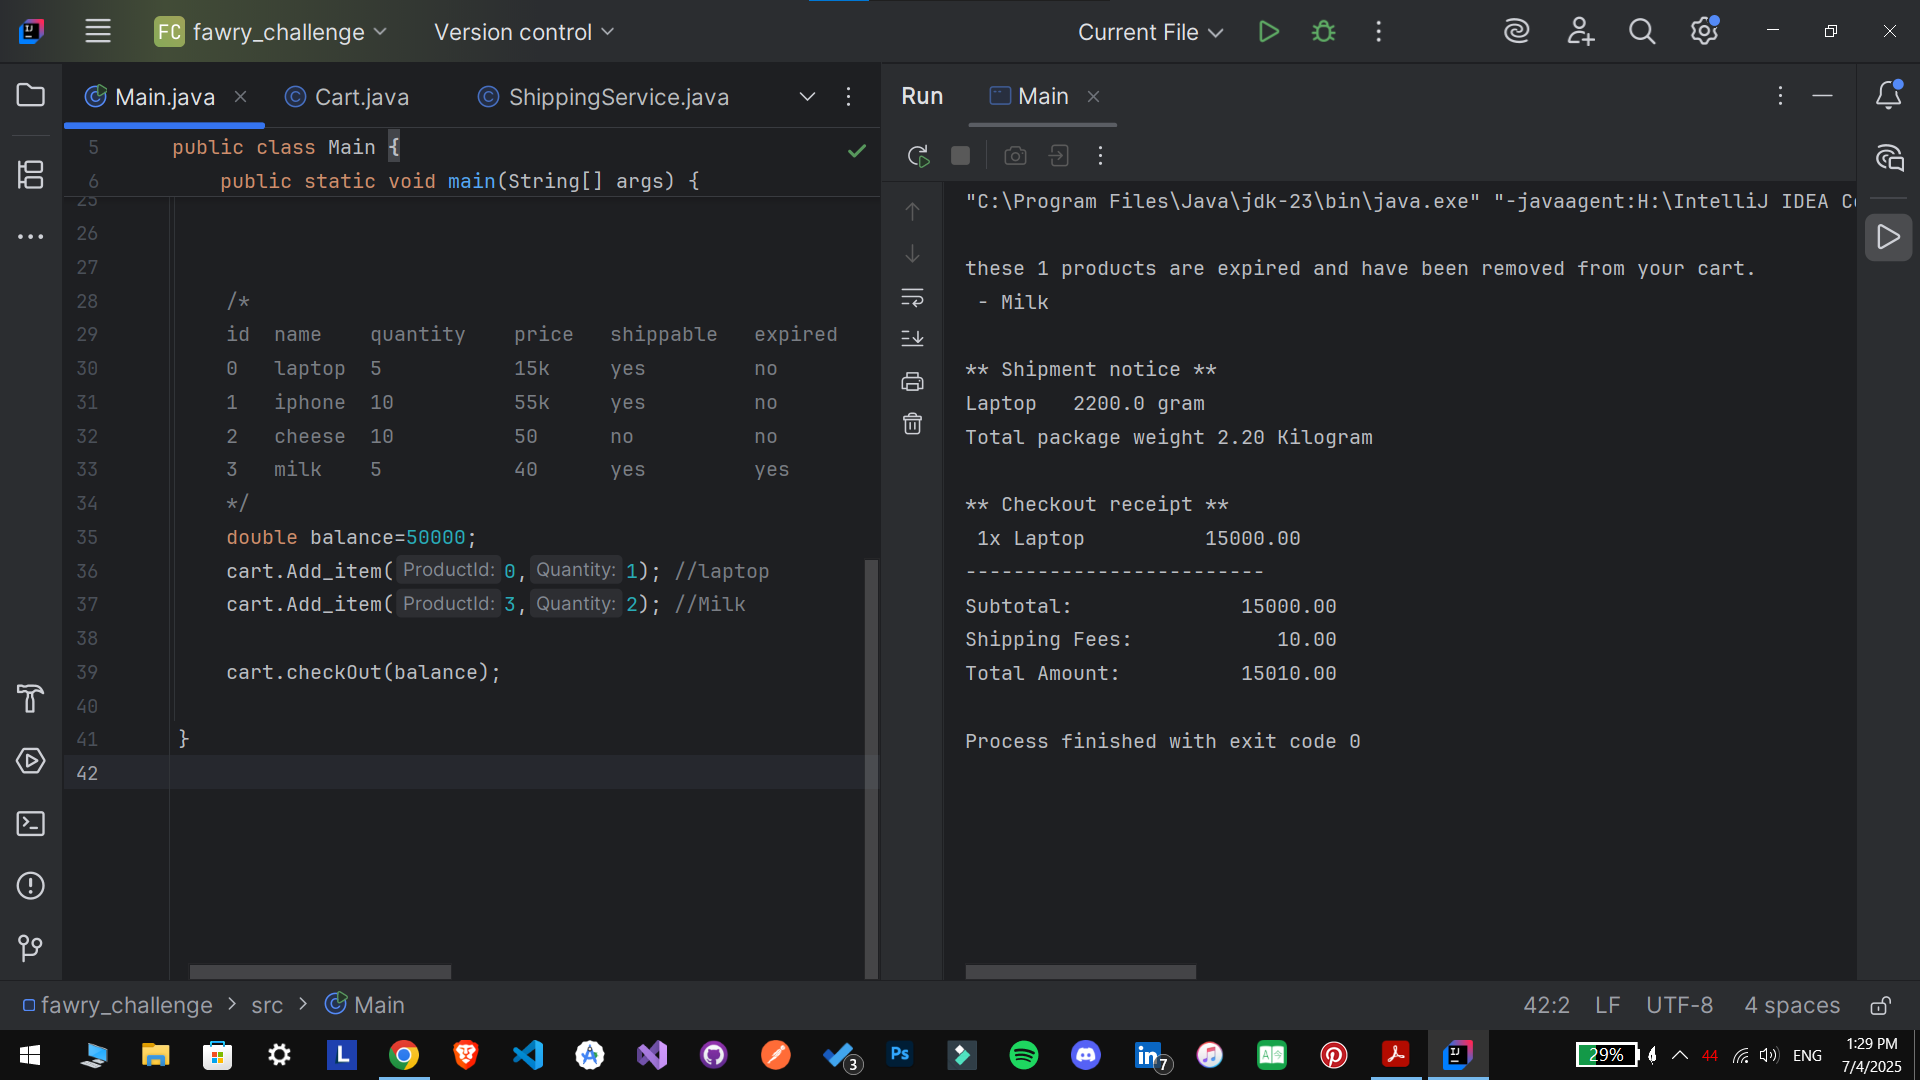 FC fawry_challenge Version control Current File
Main.java Cart.java ShippingService.java Run Main
5 public class Main {
6 public static void main(String[] args) {
25
26
27
28 /*
29 id name quantity price shippable expired
30 0 laptop 5 15k yes no
31 1 iphone 10 55k yes no
32 2 cheese 10 50 no no
33 3 milk 5 40 yes yes
34 */
35 double balance=50000;
36 cart.Add_item( ProductId: 0, Quantity: 1); //laptop
37 cart.Add_item( ProductId: 3, Quantity: 2); //Milk
38
39 cart.checkOut(balance);
40
41 }
42
"C:\Program Files\Java\jdk-23\bin\java.exe" "-javaagent:H:\IntelliJ IDEA
these 1 products are expired and have been removed from your cart.
- Milk
** Shipment notice **
Laptop 2200.0 gram
Total package weight 2.20 Kilogram
** Checkout receipt **
1x Laptop 15000.00
-------------------------
Subtotal: 15000.00
Shipping Fees: 10.00
Total Amount: 15010.00
Process finished with exit code 0
fawry_challenge > src > Main 42:2 LF UTF-8 4 spaces
L 3 Ps 7 29% 44 ENG 1:29 PM
7/4/2025